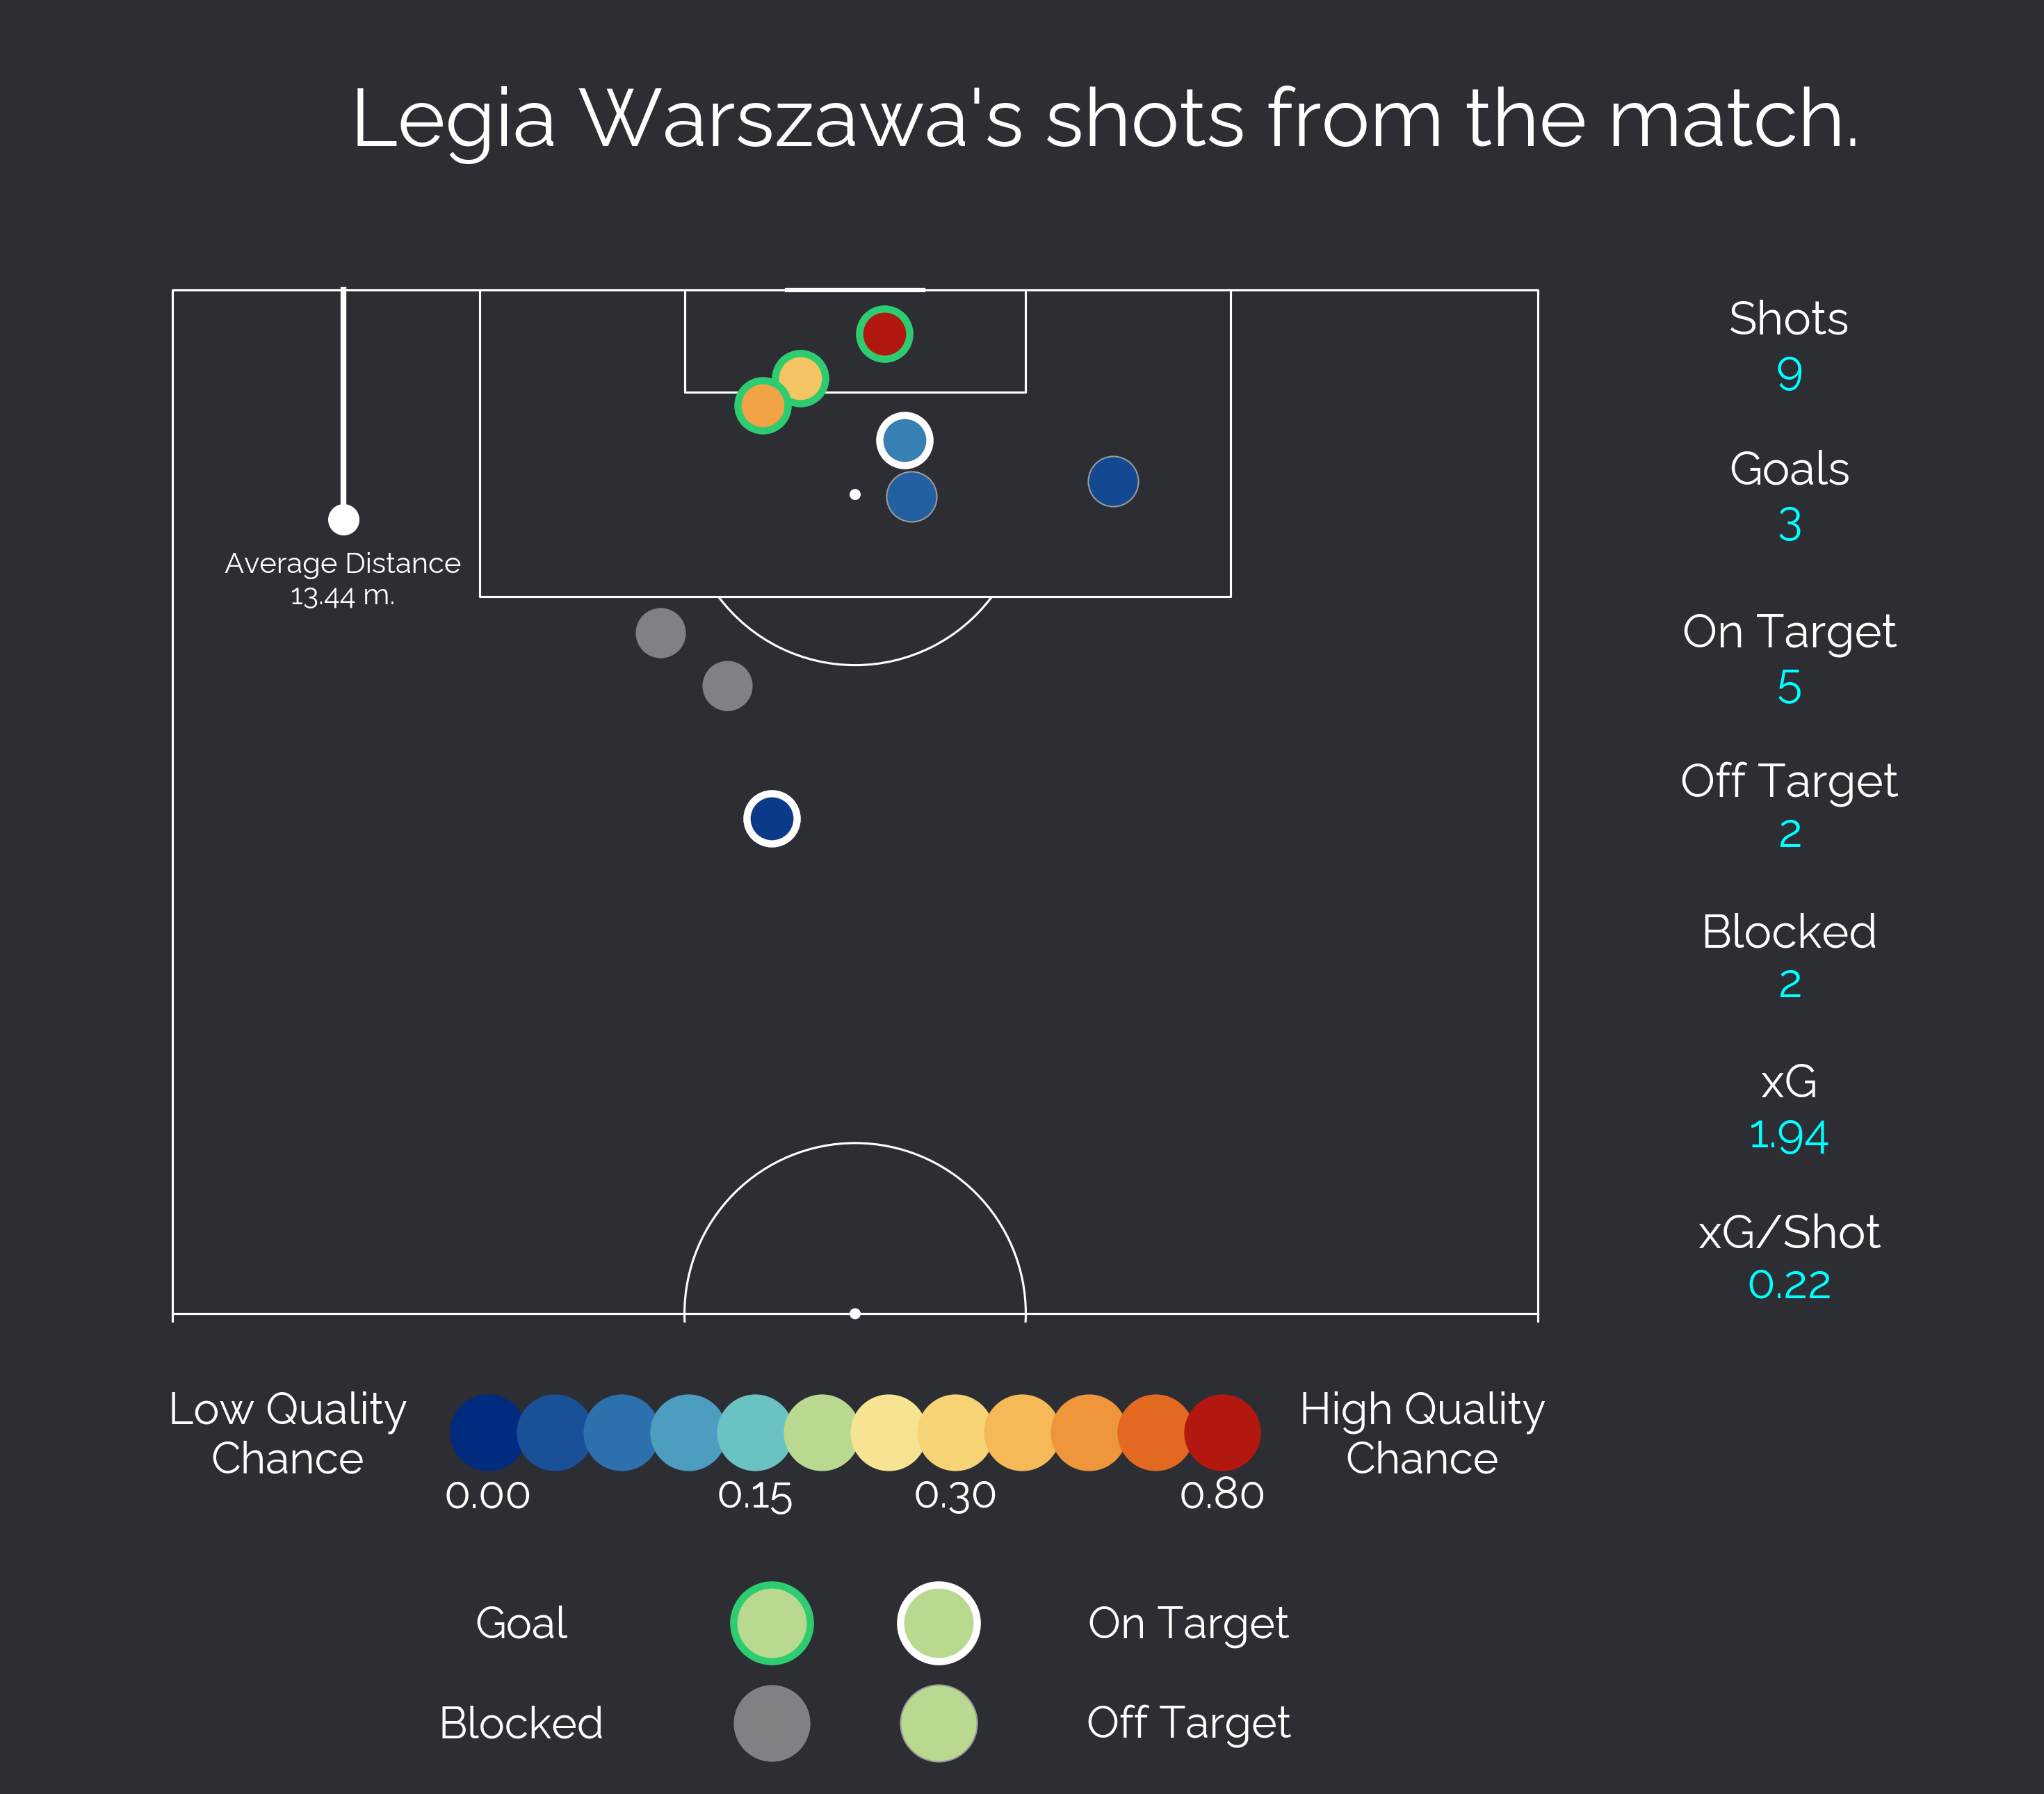 Legia Warszawa's shots from the match.
Average Distance
13.44 m.
Shots
9
Goals
3
On Target
5
Off Target
2
Blocked
2
xG
1.94
xG/Shot
0.22
Low Quality
Chance
0.00
0.15
0.30
0.80
High Quality
Chance
Goal
On Target
Blocked
Off Target